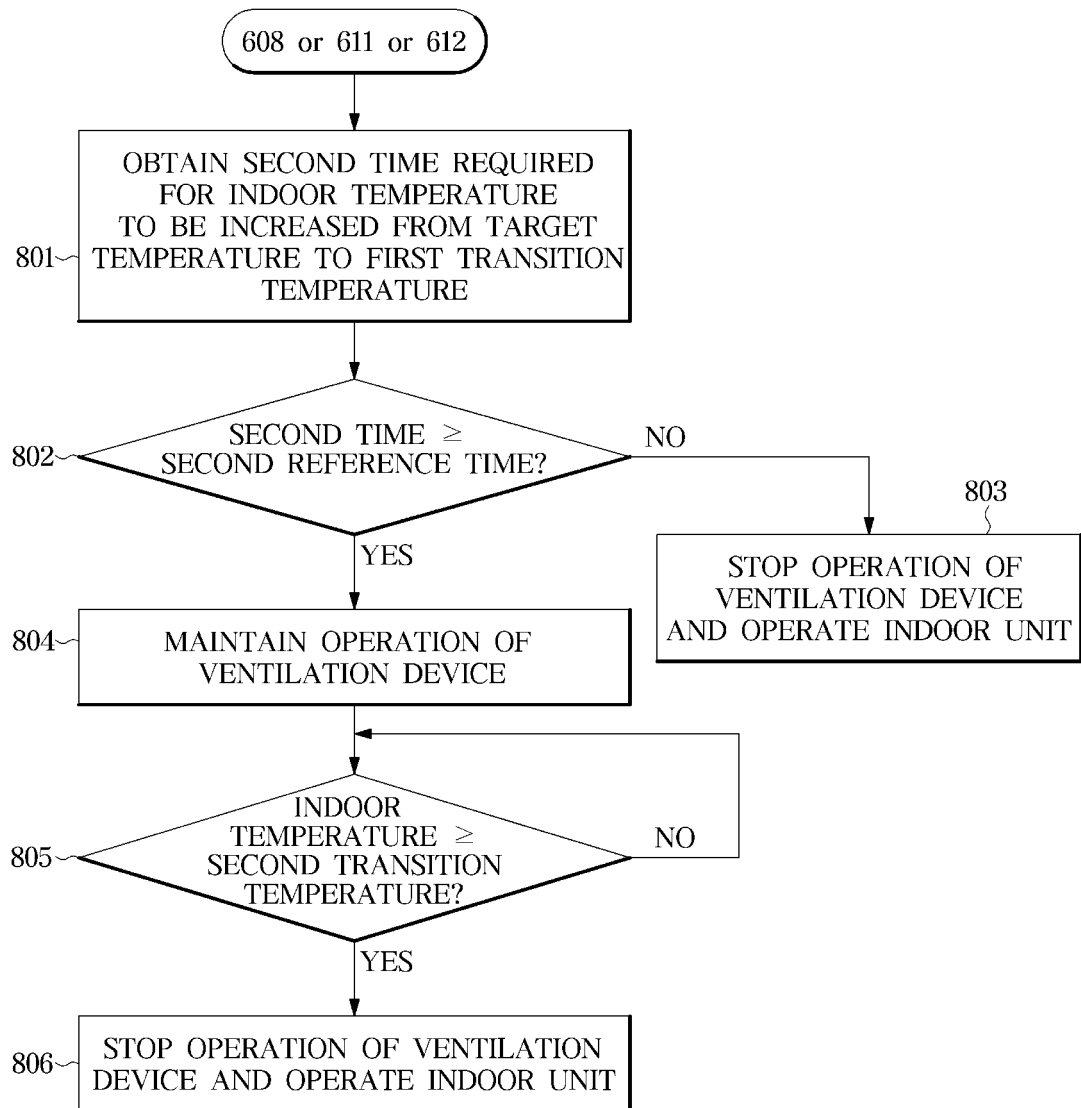 608 or 611 or 612
OBTAIN SECOND TIME REQUIRED
FOR INDOOR TEMPERATURE
TO BE INCREASED FROM TARGET
TEMPERATURE TO FIRST TRANSITION
TEMPERATURE
801
SECOND TIME ≥
SECOND REFERENCE TIME?
802
NO
803
STOP OPERATION OF
VENTILATION DEVICE
AND OPERATE INDOOR UNIT
YES
804
MAINTAIN OPERATION OF
VENTILATION DEVICE
INDOOR
TEMPERATURE ≥
SECOND TRANSITION
TEMPERATURE?
805
NO
YES
806
STOP OPERATION OF VENTILATION
DEVICE AND OPERATE INDOOR UNIT